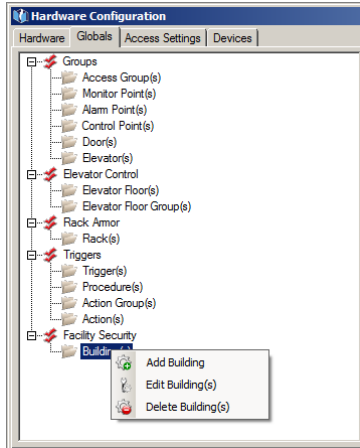 Hardware Configuration
Hardware Globals Access Settings Devices
Groups
Access Group(s)
Monitor Point(s)
Alarm Point(s)
Control Point(s)
Door(s)
Elevator(s)
Elevator Control
Elevator Floor(s)
Elevator Floor Group(s)
Rack Armor
Rack(s)
Triggers
Trigger(s)
Procedure(s)
Action Group(s)
Action(s)
Facility Security
Add Building
Edit Building(s)
Delete Building(s)